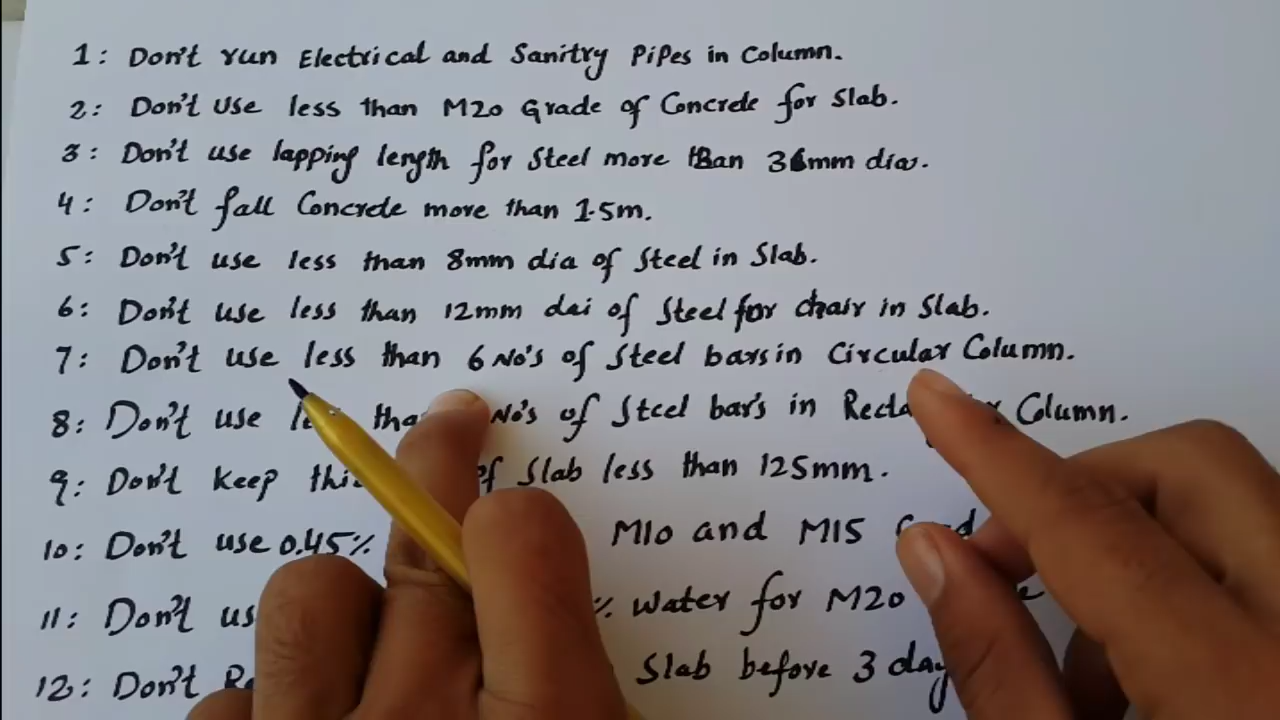 1: Don't run Electrical and Sanitry Pipes in Column.
2: Don't Use less than M20 Grade of Concrete for Slab.
3: Don't use lapping length for Steel more than 36mm dia.
4: Don't fall Concrete more than 1.5m.
5: Don't use less than 8mm dia of Steel in Slab.
6: Don't use less than 12mm dai of Steel for chair in Slab.
7: Don't use less than 6 No's of Steel bars in Circular Column.
8: Don't use No's of Steel bar's in Column.
9: Don't Keep of Slab less than 125mm.
10: Don't use 0.45% M10 and M15
11: Don't % Water for M20
12: Don't Slab before 3